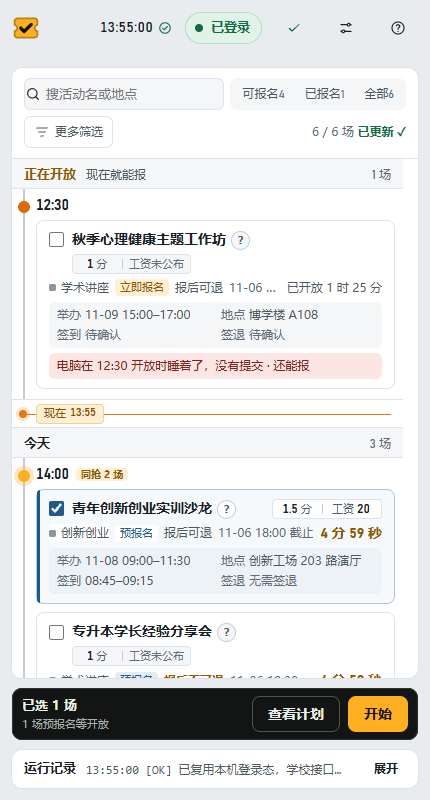 13:55:00 已登录
搜活动名或地点 可报名4 已报名1 全部6
更多筛选 6 / 6 场 已更新
正在开放 现在就能报 1 场
12:30
秋季心理健康主题工作坊 ?
1 分 工资未公布
学术讲座 立即报名 报后可退 11-06 … 已开放 1 时 25 分
举办 11-09 15:00–17:00 地点 博学楼 A108
签到 待确认 签退 待确认
电脑在 12:30 开放时睡着了，没有提交 · 还能报
现在 13:55
今天 3 场
14:00 同抢 2 场
青年创新创业实训沙龙 ? 1.5 分 工资 20
创新创业 预报名 报后可退 11-06 18:00 截止 4 分 59 秒
举办 11-08 09:00–11:30 地点 创新工场 203 路演厅
签到 08:45–09:15 签退 无需签退
专升本学长经验分享会 ?
1 分 工资未公布
已选 1 场
1 场预报名等开放
查看计划 开始
运行记录 13:55:00 [OK] 已复用本机登录态，学校接口… 展开